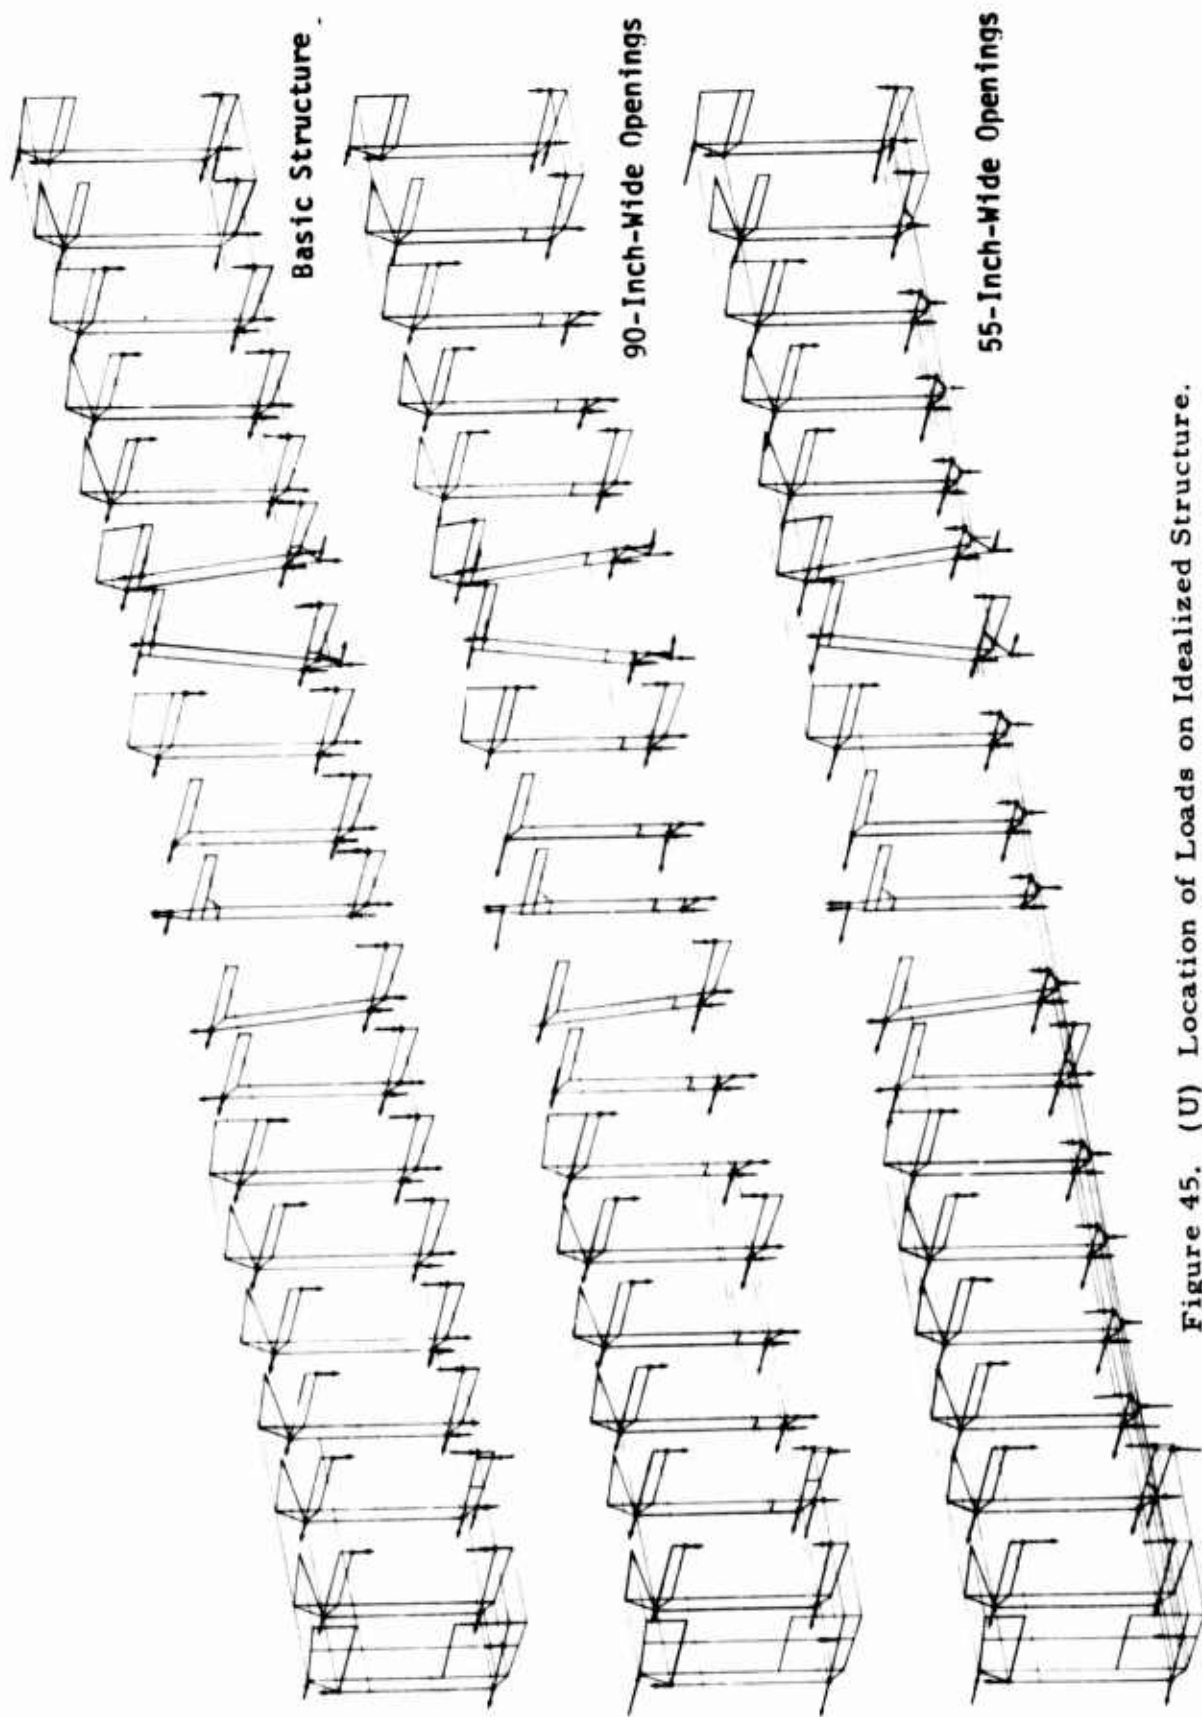 Basic Structure
90-Inch-Wide Openings
55-Inch-Wide Openings
Figure 45. (U) Location of Loads on Idealized Structure.